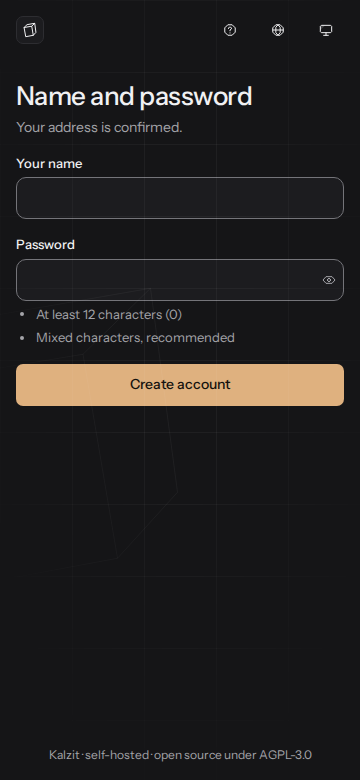 Name and password
Your address is confirmed.
Your name
Password
At least 12 characters (0)
Mixed characters, recommended
Create account
Kalzit · self-hosted · open source under AGPL-3.0